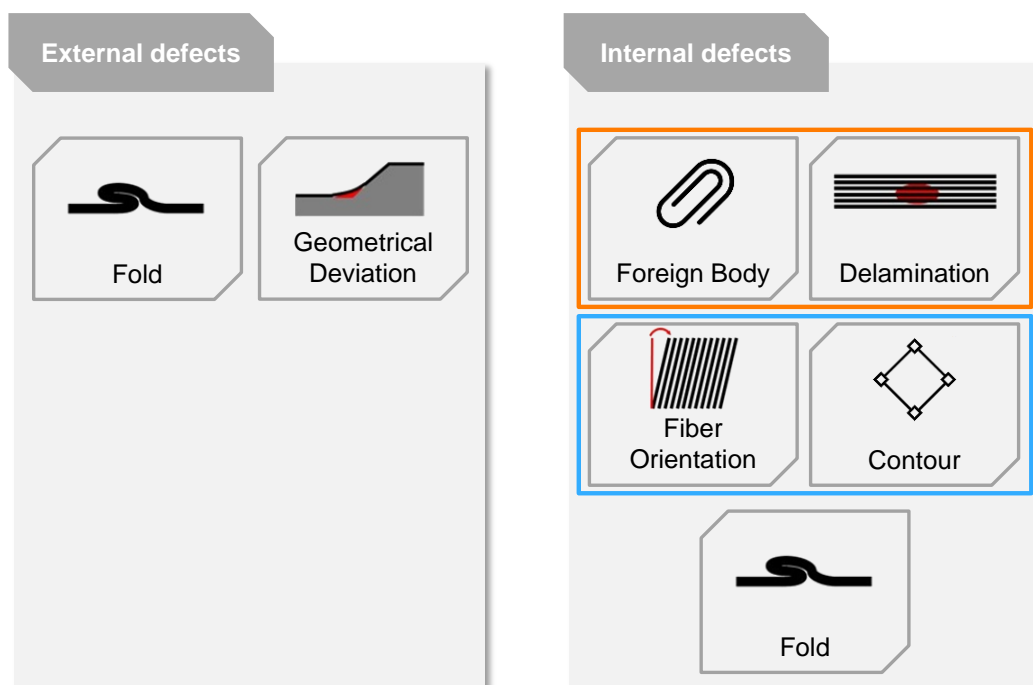 External defects
Fold
Geometrical
Deviation
Internal defects
Foreign Body
Delamination
Fiber
Orientation
Contour
Fold